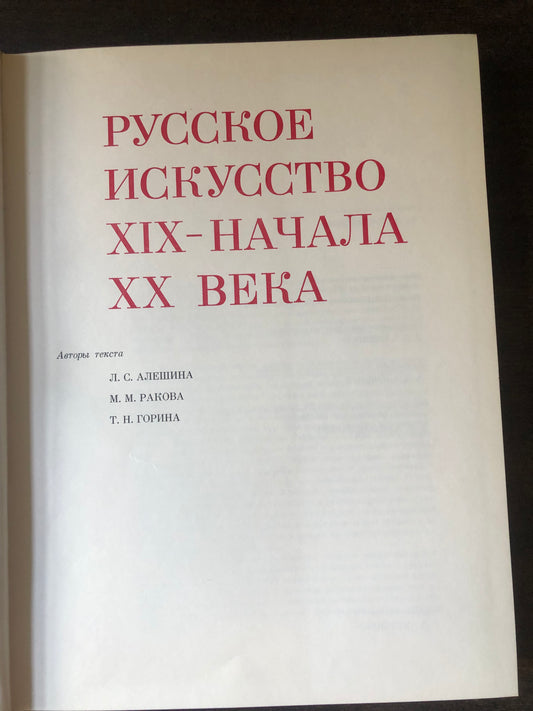 РУССКОЕ
ИСКУССТВО
XIX–НАЧАЛА
XX ВЕКА
Авторы текста
Л. С. АЛЕШИНА
М. М. РАКОВА
Т. Н. ГОРИНА